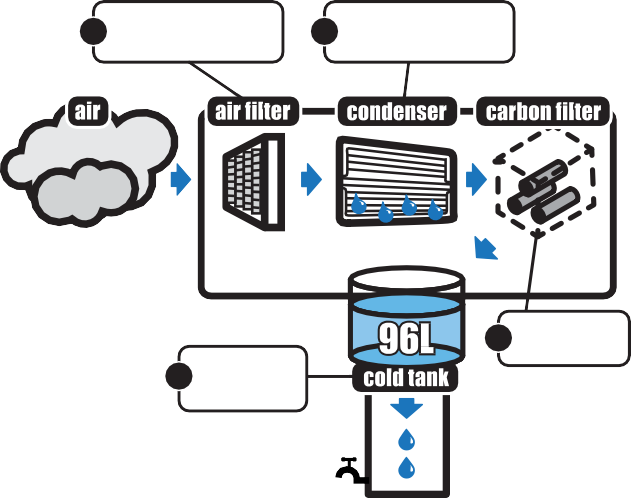 air
air filter
condenser
carbon filter
96L
cold tank